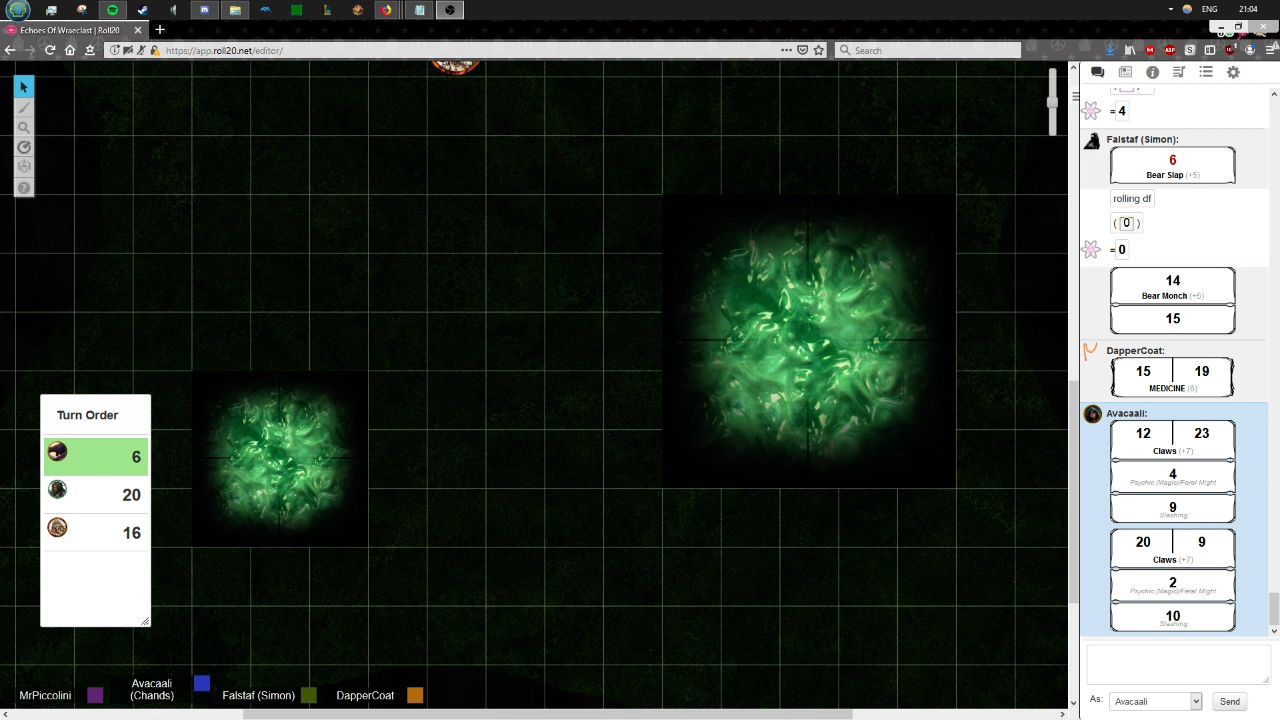 ENG
21:04
Echoes Of Wraeclast | Roll20
https://app.roll20.net/editor/
Search
= 4
Falstaf (Simon):
6
Bear Slap (+5)
rolling df
( 0 )
= 0
14
Bear Monch (+5)
15
DapperCoat:
15 19
MEDICINE (6)
Avacaali:
12 23
Claws (+7)
4
Psychic (Magic)/Feral Might
9
Slashing
20 9
Claws (+7)
2
Psychic (Magic)/Feral Might
10
Slashing
As:
Avacaali
Send
Turn Order
6
20
16
MrPiccolini
Avacaali
(Chands)
Falstaf (Simon)
DapperCoat